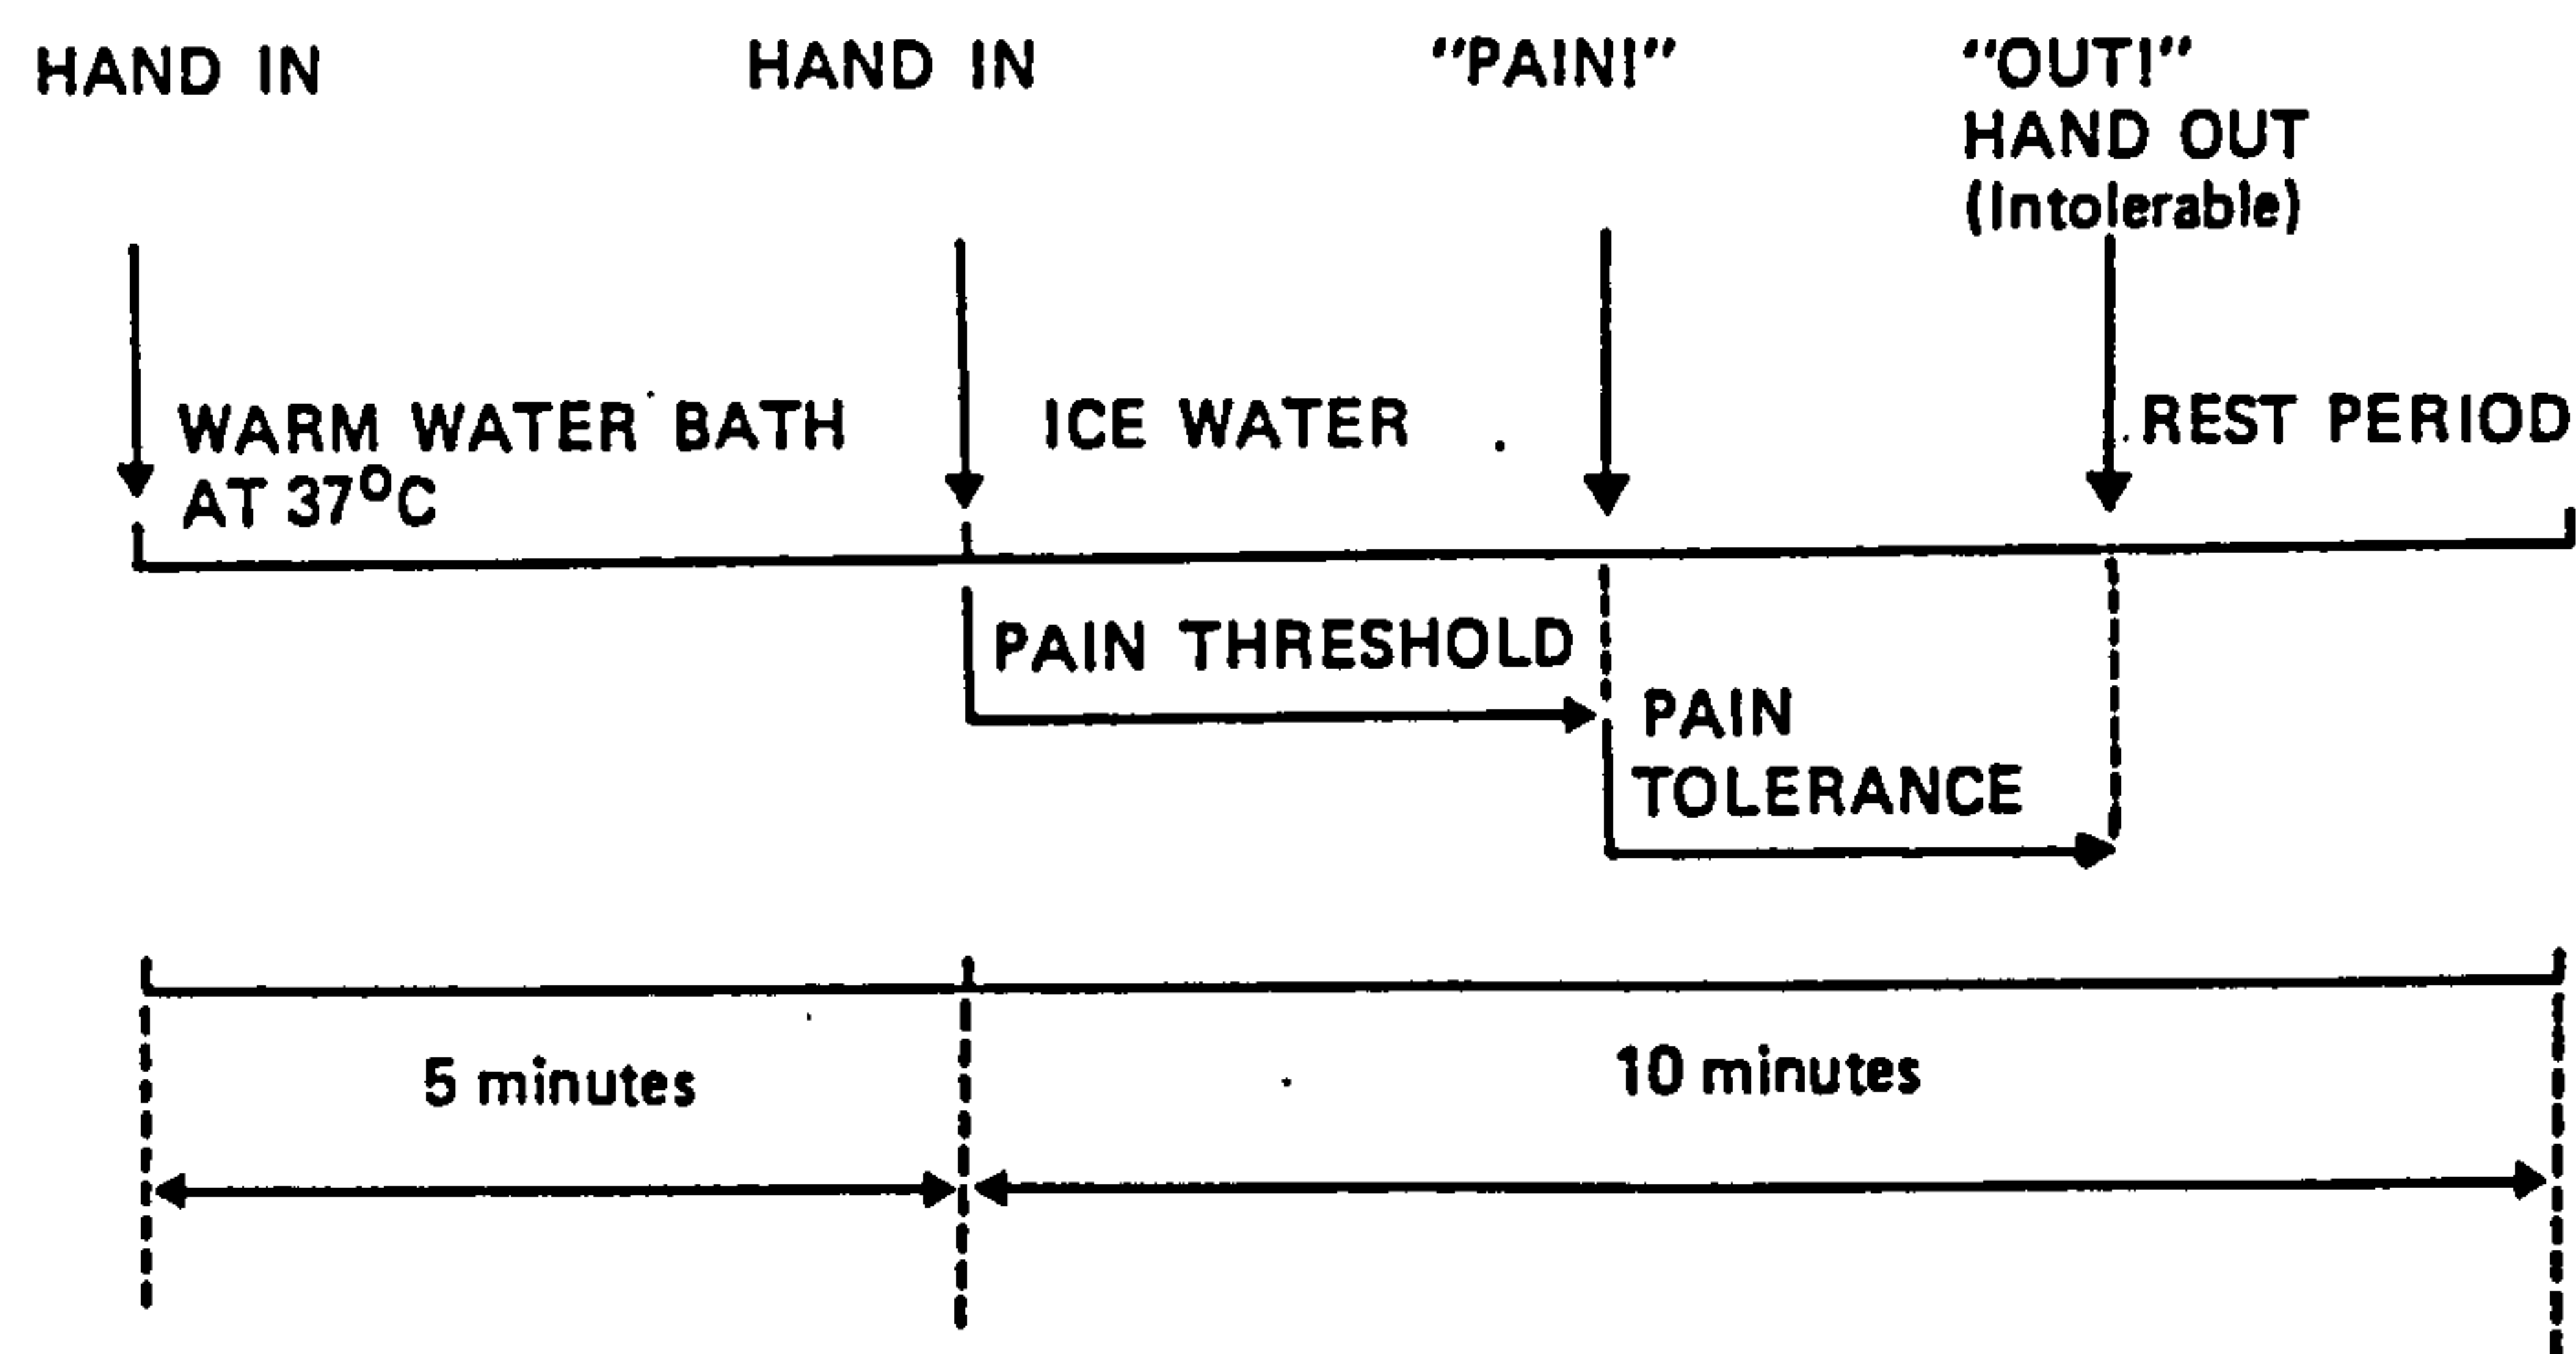 HAND IN
HAND IN
"PAIN!"
"OUT!"
HAND OUT
(Intolerable)
WARM WATER BATH
AT 37°C
ICE WATER
REST PERIOD
PAIN THRESHOLD
PAIN
TOLERANCE
5 minutes
10 minutes